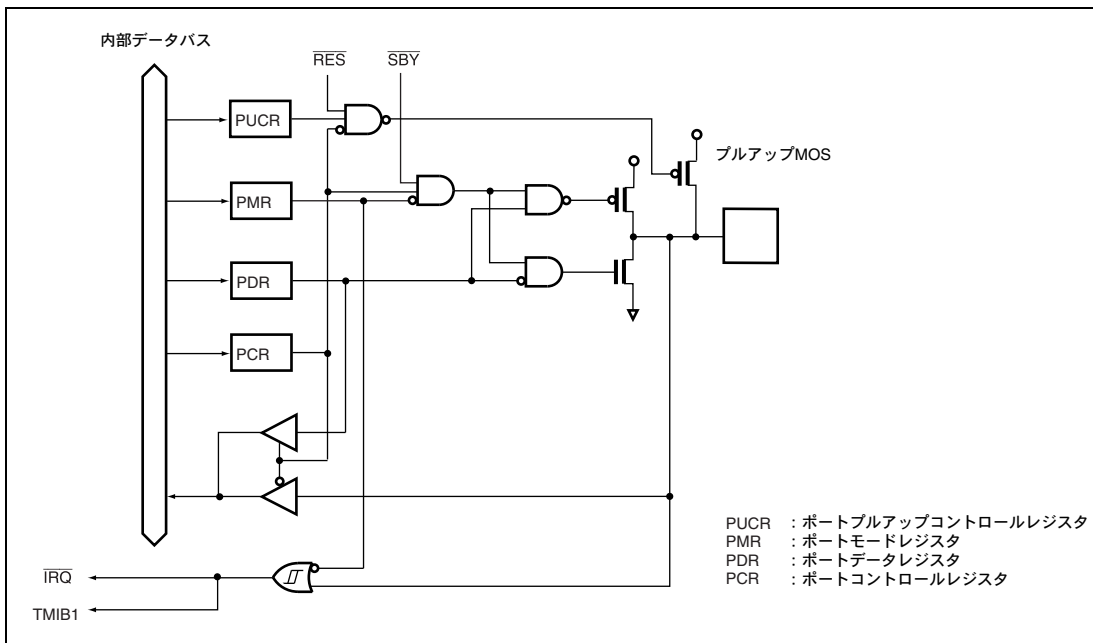 内部データバス
RES
SBY
PUCR
プルアップMOS
PMR
PDR
PCR
PUCR :ポートプルアップコントロールレジスタ
PMR :ポートモードレジスタ
PDR :ポートデータレジスタ
PCR :ポートコントロールレジスタ
IRQ
TMIB1